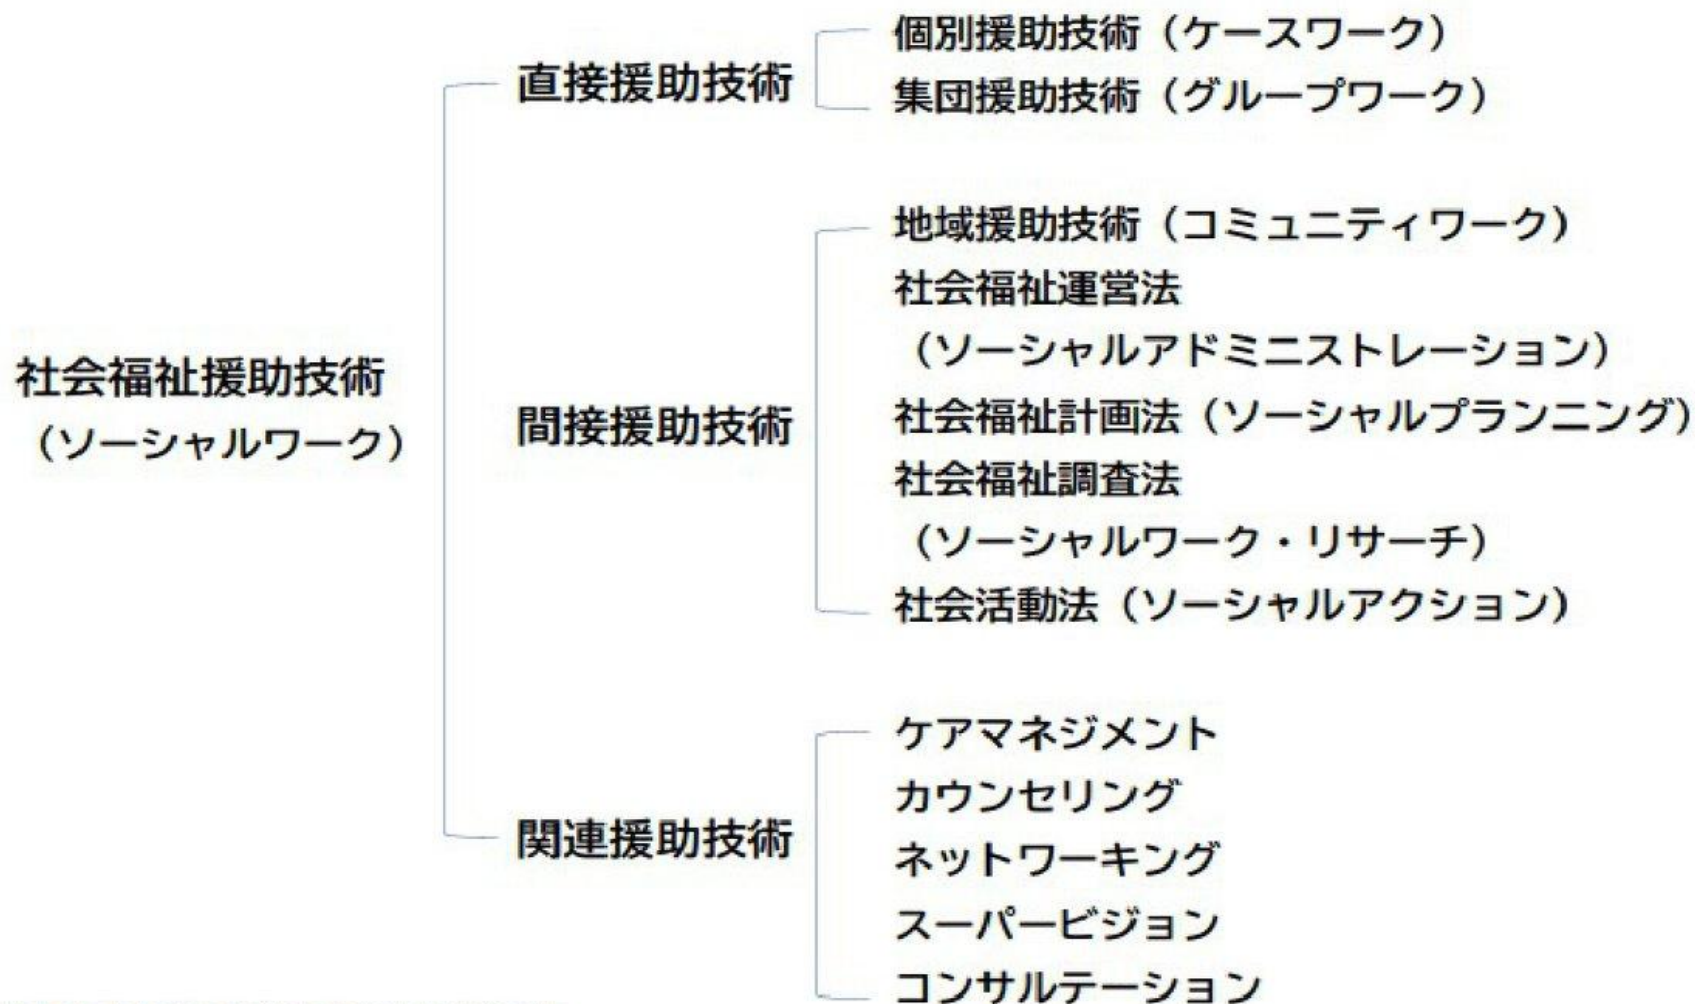 社会福祉援助技術
（ソーシャルワーク）
直接援助技術
個別援助技術（ケースワーク）
集団援助技術（グループワーク）
間接援助技術
地域援助技術（コミュニティワーク）
社会福祉運営法
（ソーシャルアドミニストレーション）
社会福祉計画法（ソーシャルプランニング）
社会福祉調査法
（ソーシャルワーク・リサーチ）
社会活動法（ソーシャルアクション）
関連援助技術
ケアマネジメント
カウンセリング
ネットワーキング
スーパービジョン
コンサルテーション